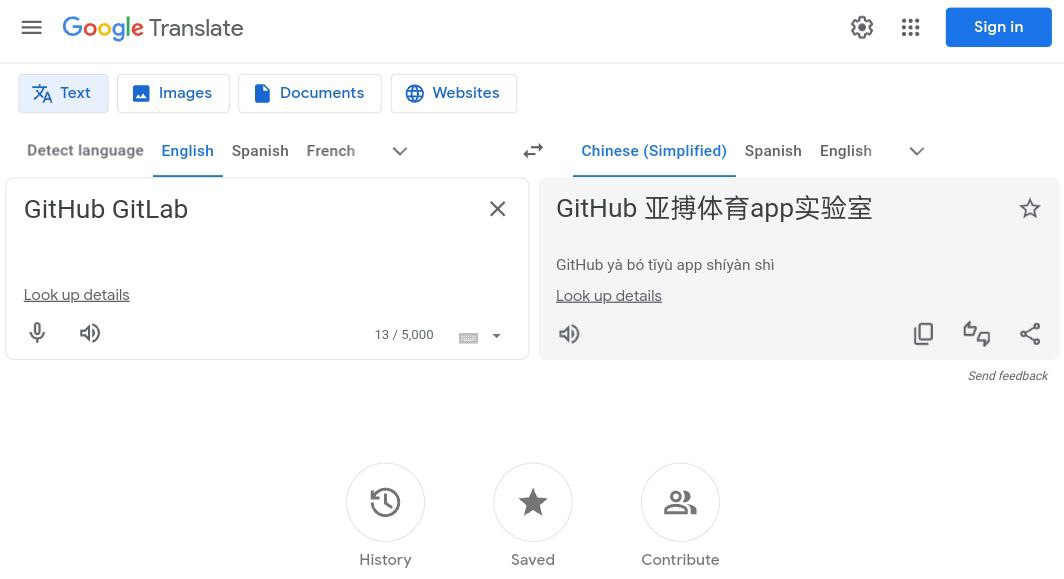 Google Translate
Sign in
Text Images Documents Websites
Detect language English Spanish French
Chinese (Simplified) Spanish English
GitHub GitLab
GitHub 亚搏体育app实验室
GitHub yà bó tǐyù app shíyàn shì
Look up details
Look up details
13 / 5,000
Send feedback
History Saved Contribute